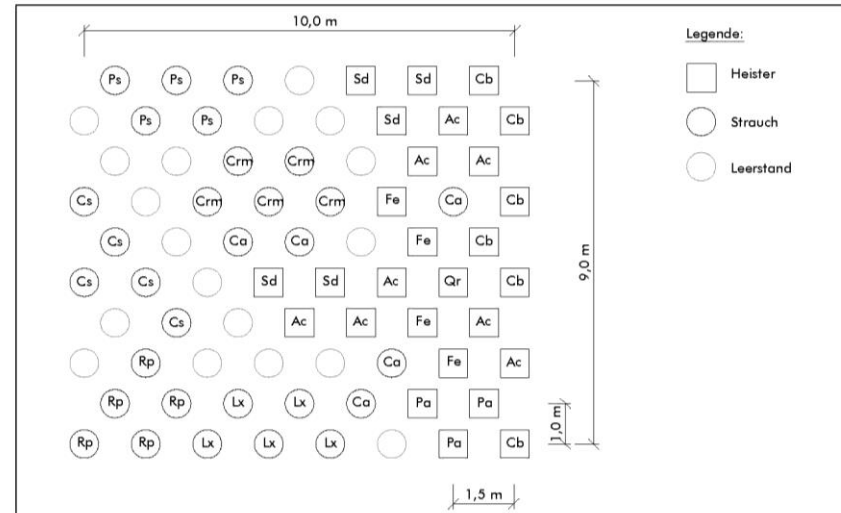 10,0 m
Legende:
Ps Ps Ps Sd Sd Cb
Heister
Ps Ps Sd Ac Cb
Strauch
Crm Crm Ac Ac
Leerstand
Cs Crm Crm Crm Fe Ca Cb
Cs Ca Ca Fe Cb
9,0 m
Cs Cs Sd Sd Ac Qr Cb
Cs Ac Ac Fe Ac
Rp Ca Fe Ac
Rp Rp Lx Lx Ca Pa Pa
1,0 m
Rp Rp Lx Lx Lx Pa Cb
1,5 m